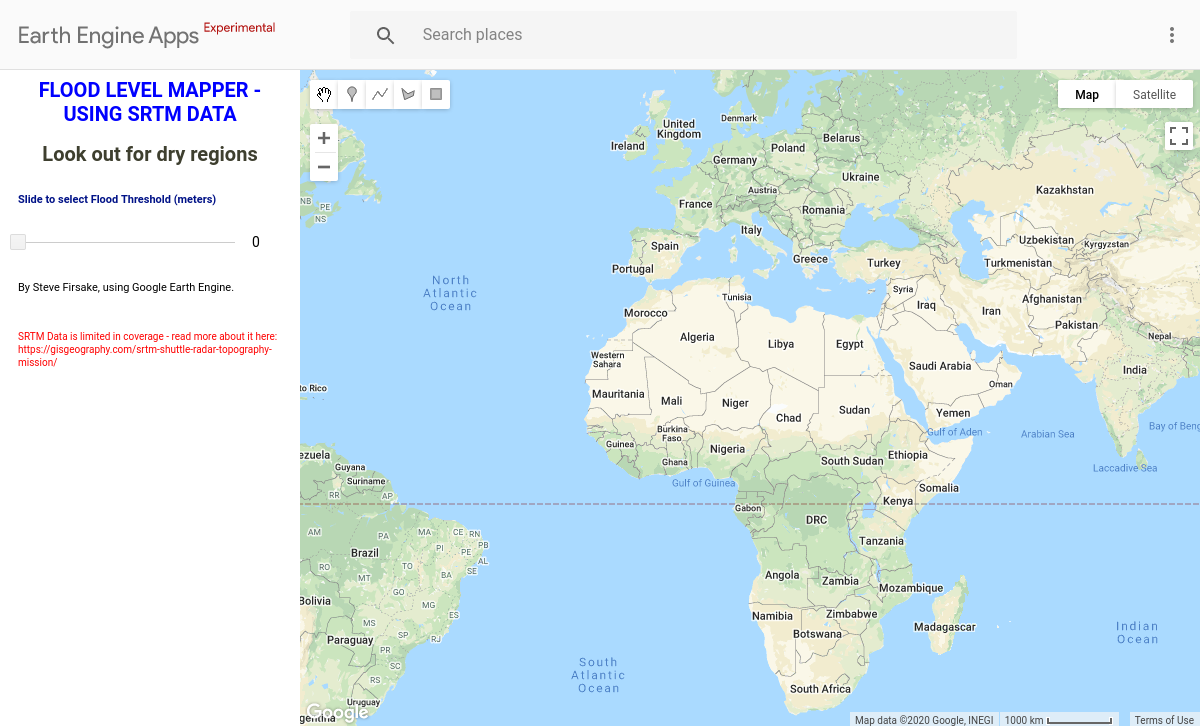 Earth Engine Apps Experimental
Search places
FLOOD LEVEL MAPPER -
USING SRTM DATA
Look out for dry regions
Slide to select Flood Threshold (meters)
0
By Steve Firsake, using Google Earth Engine.
SRTM Data is limited in coverage - read more about it here:
https://gisgeography.com/srtm-shuttle-radar-topography-
mission/
Map
Satellite
Denmark
United
Kingdom
Ireland
Belarus
Poland
Germany
Ukraine
Austria
Kazakhstan
France
Romania
NB
PE
NS
Italy
Spain
Uzbekistan
Kyrgyzstan
Greece
Turkey
Turkmenistan
Portugal
North
Atlantic
Ocean
Syria
Tunisia
Afghanistan
Iraq
Iran
Morocco
Pakistan
Algeria
Libya
Egypt
Nepal
Western
Sahara
Saudi Arabia
India
to Rico
Oman
Mauritania
Mali
Niger
Chad
Sudan
Yemen
Gulf of Aden
Arabian Sea
Bay of Beng
Burkina
Faso
Guinea
Nigeria
Ghana
South Sudan
Ethiopia
ezuela
Guyana
Suriname
Laccadive Sea
Gulf of Guinea
Somalia
RR
AP
Kenya
Gabon
DRC
AM
PA
MA
CE
RN
PB
Tanzania
Brazil
PI
PE
AL
TO
SE
RO
MT
BA
Angola
Zambia
Mozambique
GO
Bolivia
MG
ES
Namibia
Zimbabwe
MS
Madagascar
Indian
Ocean
Botswana
SP
RJ
Paraguay
PR
SC
South
Atlantic
Ocean
RS
South Africa
Uruguay
gentina
Google
Map data ©2020 Google, INEGI
1000 km
Terms of Use